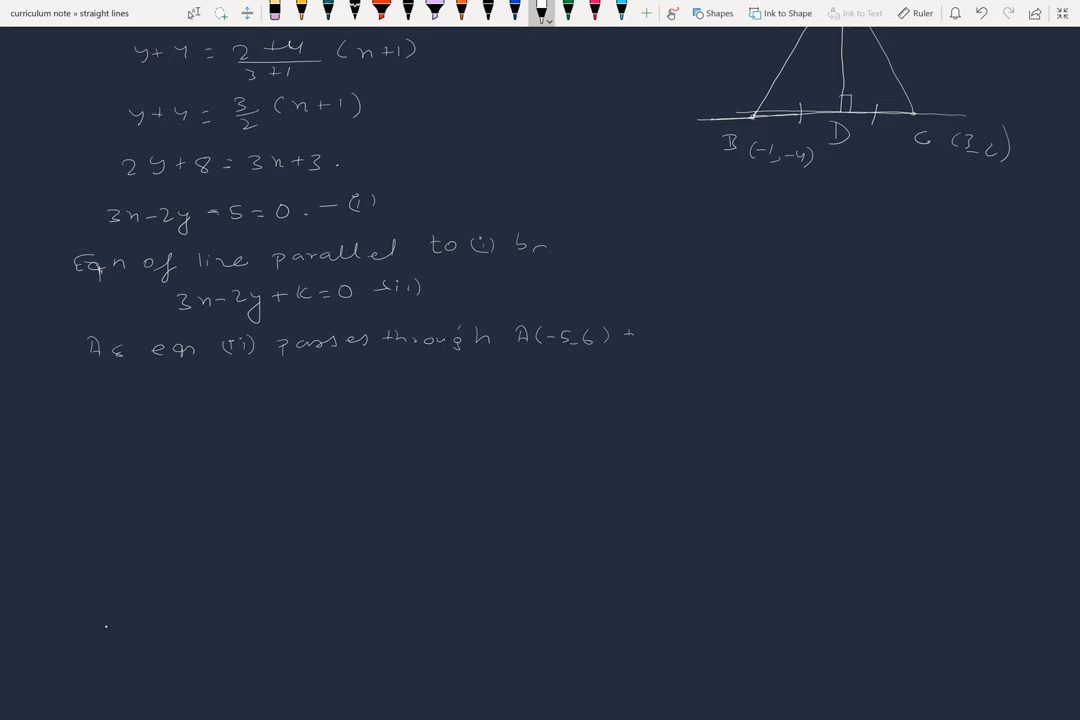 curriculum note » straight lines
Shapes
Ink to Shape
Ink to Text
Ruler
y+4 = 2+4/3+1 (x+1)
y+4 = 3/2 (x+1)
2y+8 = 3x+3.
3x-2y-5=0. — (i)
Eqn of line parallel to (i) be
3x-2y+k=0 — (ii)
As eqn (ii) passes through A(-5,6)
B (-1,-4)
D
C (3,2)